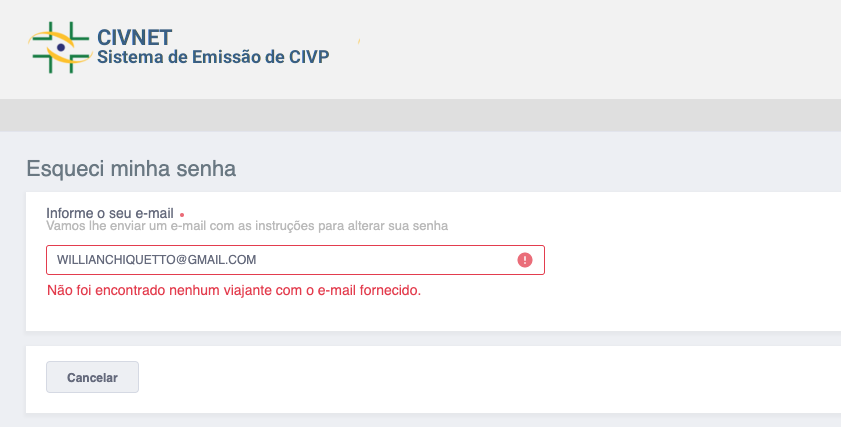 CIVNET
Sistema de Emissão de CIVP
Esqueci minha senha
Informe o seu e-mail
Vamos lhe enviar um e-mail com as instruções para alterar sua senha
WILLIANCHIQUETTO@GMAIL.COM
Não foi encontrado nenhum viajante com o e-mail fornecido.
Cancelar